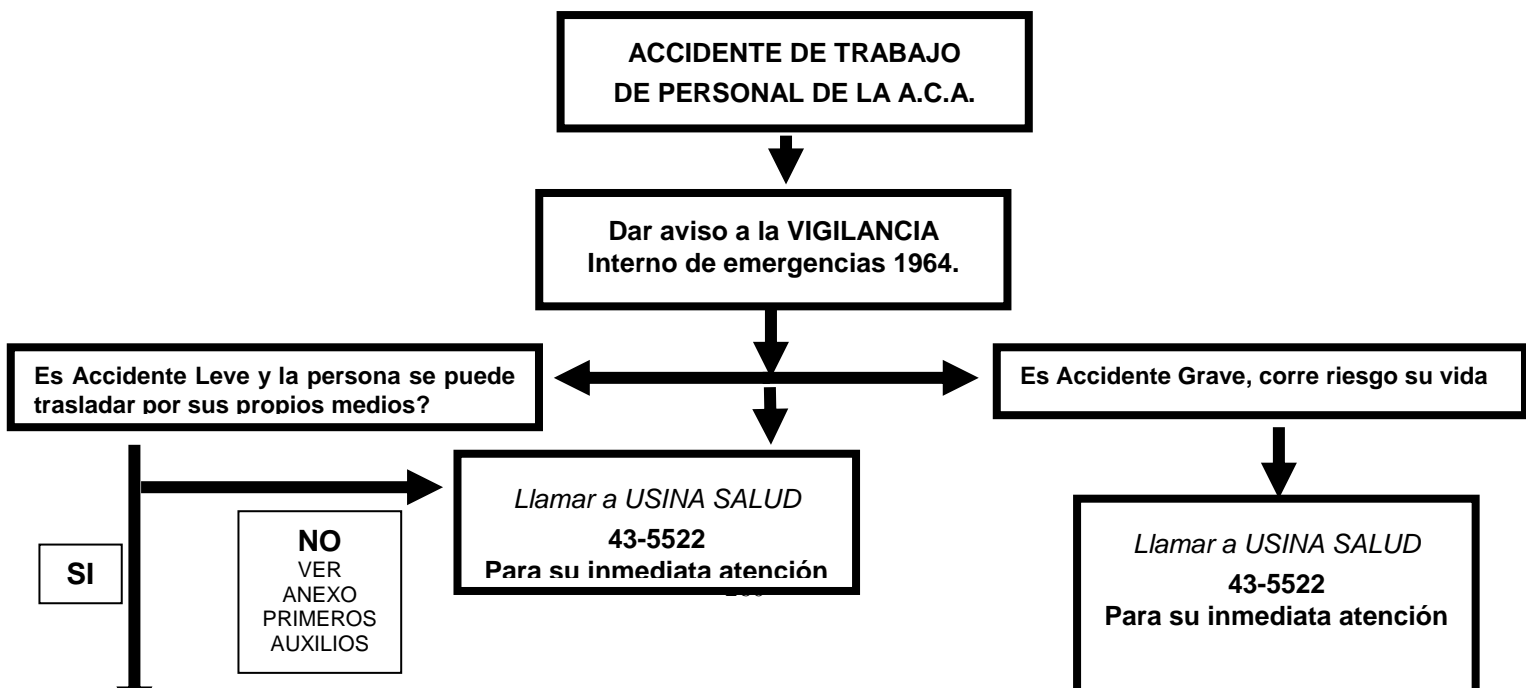 ACCIDENTE DE TRABAJO
DE PERSONAL DE LA A.C.A.
Dar aviso a la VIGILANCIA
Interno de emergencias 1964.
Es Accidente Leve y la persona se puede
trasladar por sus propios medios?
Es Accidente Grave, corre riesgo su vida
Llamar a USINA SALUD
43-5522
Para su inmediata atención
SI
NO
VER
ANEXO
PRIMEROS
AUXILIOS
Llamar a USINA SALUD
43-5522
Para su inmediata atención